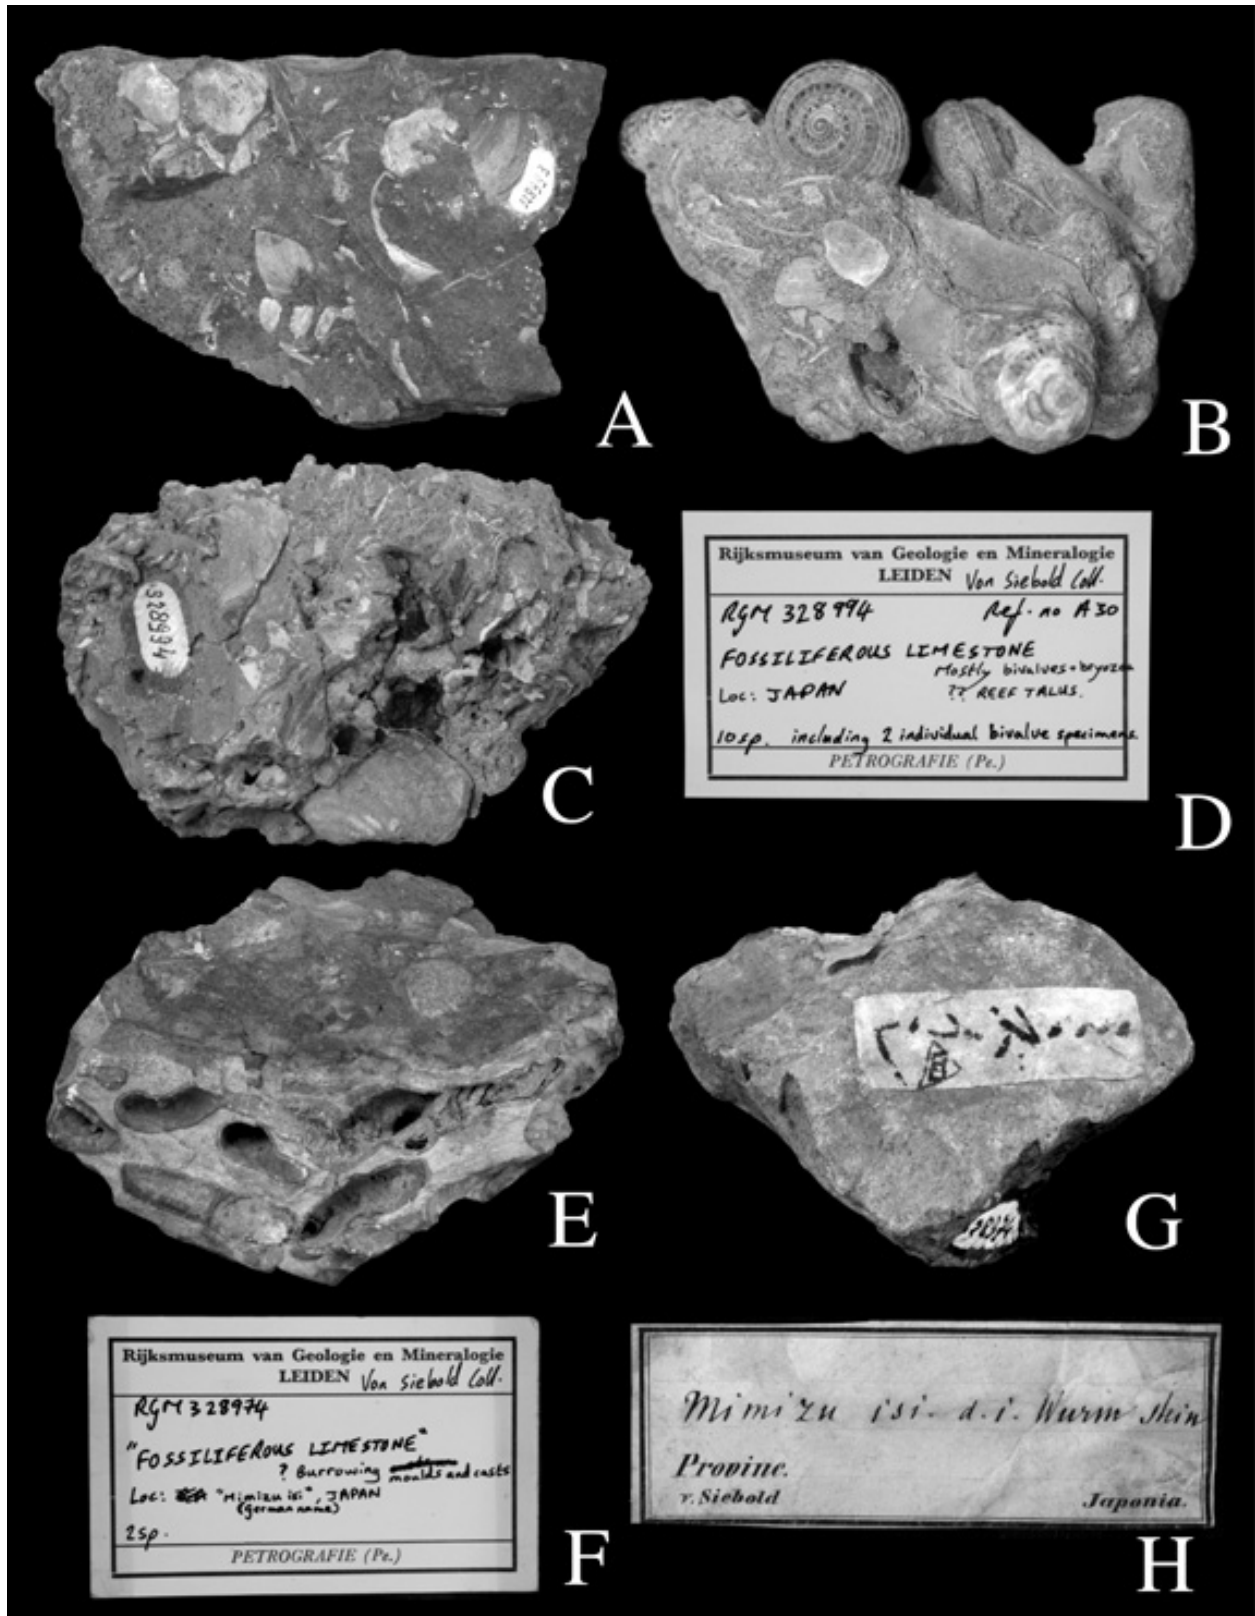 A
B
328994
C
Rijksmuseum van Geologie en Mineralogie
LEIDEN Von Siebold Coll.
RGM 328994 Ref. no A30
FOSSILIFEROUS LIMESTONE
Mostly bivalves + bryozoa
Loc: JAPAN ?? REEF TALUS.
10 sp. including 2 individual bivalve specimens.
PETROGRAFIE (Pe.)
D
E
G
Rijksmuseum van Geologie en Mineralogie
LEIDEN Von Siebold Coll.
RGM 328974
"FOSSILIFEROUS LIMESTONE"
? Burrowing moulds and casts
Loc: "Mimizu isi", JAPAN
(german name)
2 sp.
PETROGRAFIE (Pe.)
F
Mimizu isi. d. i. Wurm stein
Provinc.
v. Siebold Japonia.
H